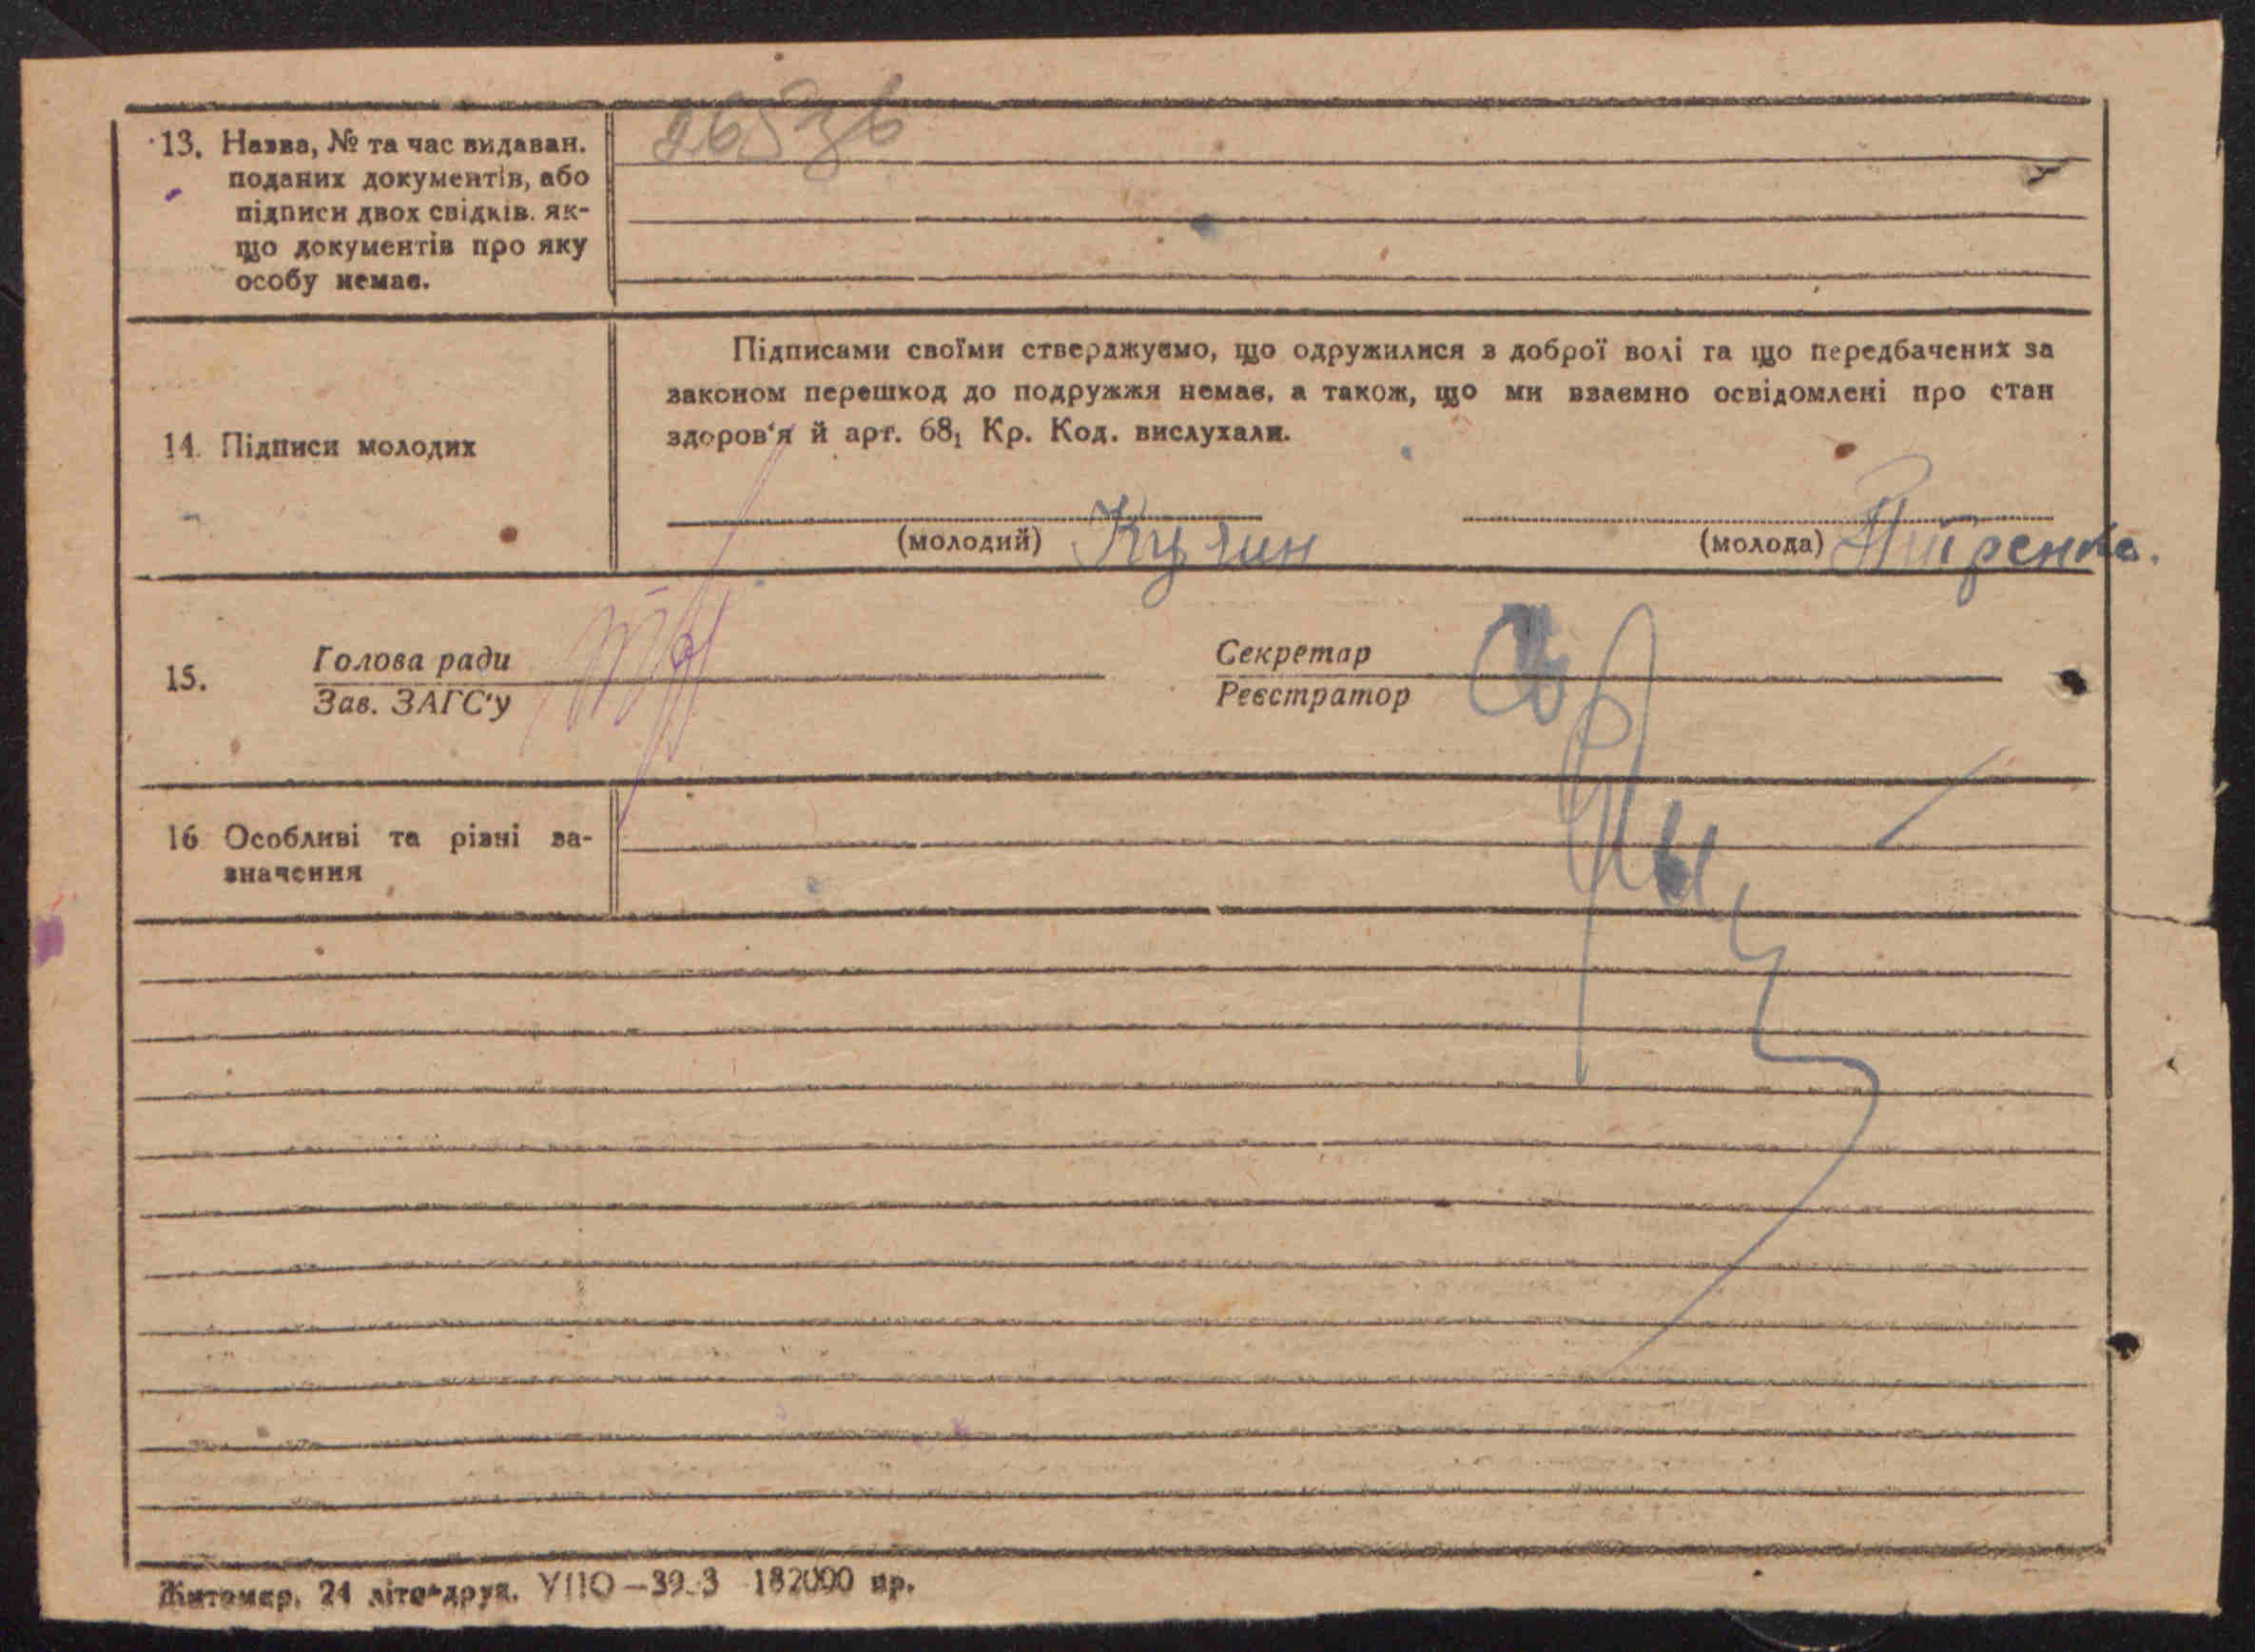 13. Назва, № та час видаван.
поданих документів, або
підписи двох свідків. як-
що документів про яку
особу немає.
Підписами своїми стверджуємо, що одружилися з доброї волі та що передбачених за
законом перешкод до подружжя немає, а також, що ми взаємно освідомлені про стан
здоров'я й арт. 68₁ Кр. Код. вислухали.
14. Підписи молодих
(молодий)
(молода)
15.
Голова ради
Зав. ЗАГС'у
Секретар
Реєстратор
16 Особливі та різні за-
значення
Житомир. 24 літо-друк. УПО—39-3 182000 пр.